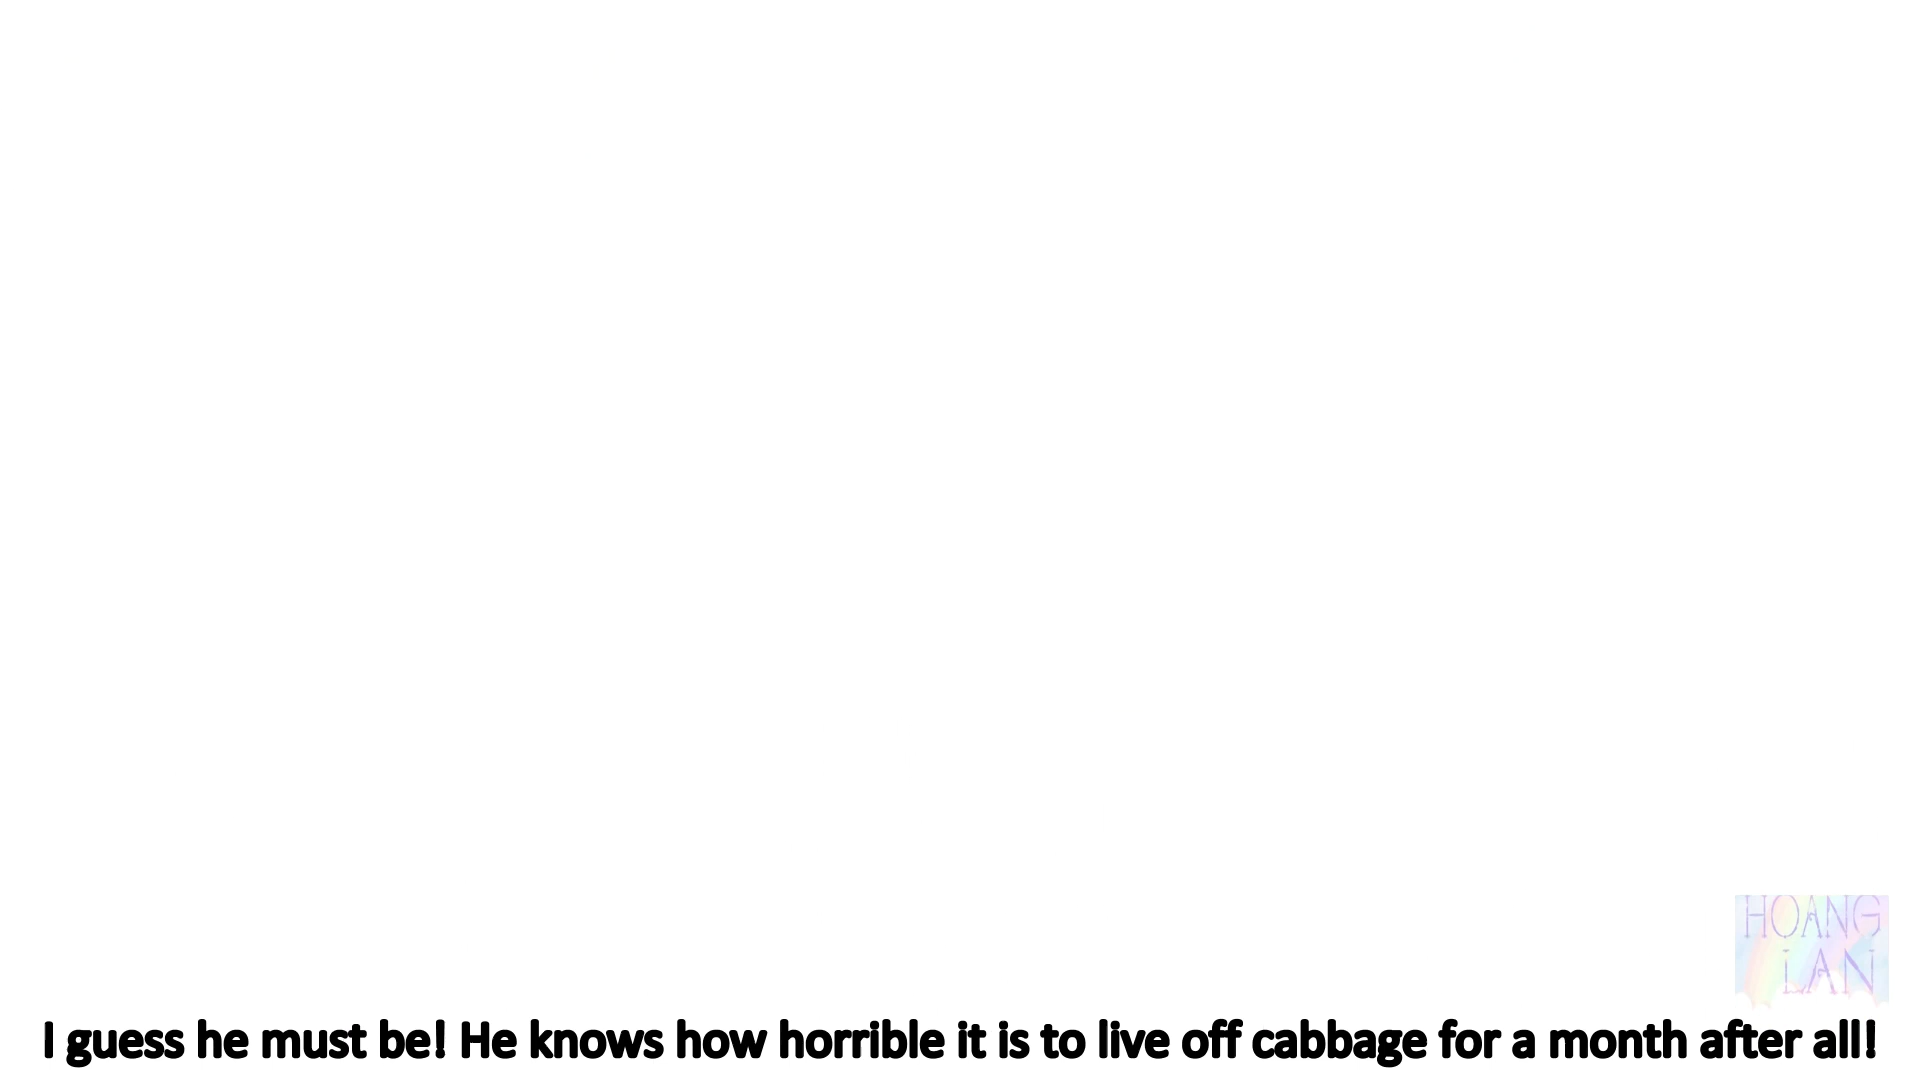 HOANG
LAN
I guess he must be! He knows how horrible it is to live off cabbage for a month after all!